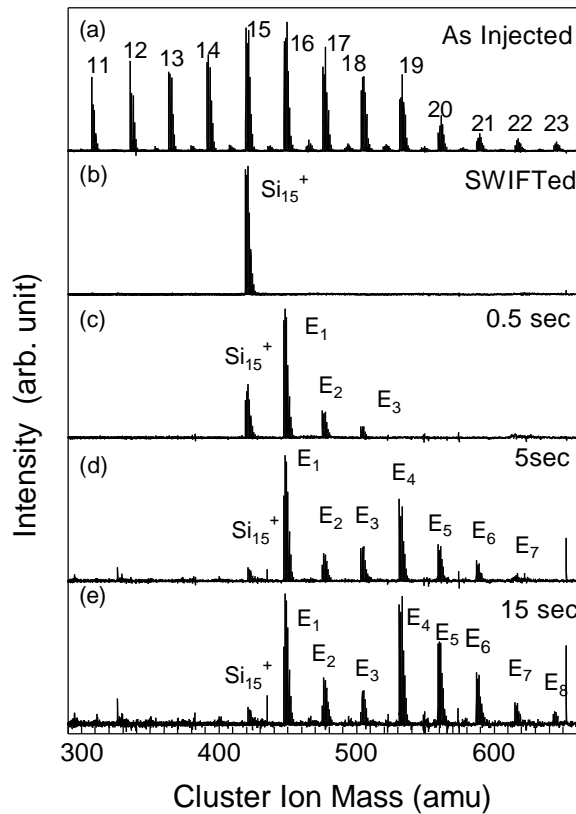 (a)
As Injected
11 12 13 14 15 16 17 18 19 20 21 22 23
(b)
SWIFTed
Si15+
(c)
0.5 sec
Si15+ E1 E2 E3
(d)
5sec
Si15+ E1 E2 E3 E4 E5 E6 E7
(e)
15 sec
Si15+ E1 E2 E3 E4 E5 E6 E7 E8
300 400 500 600
Cluster Ion Mass (amu)
Intensity (arb. unit)